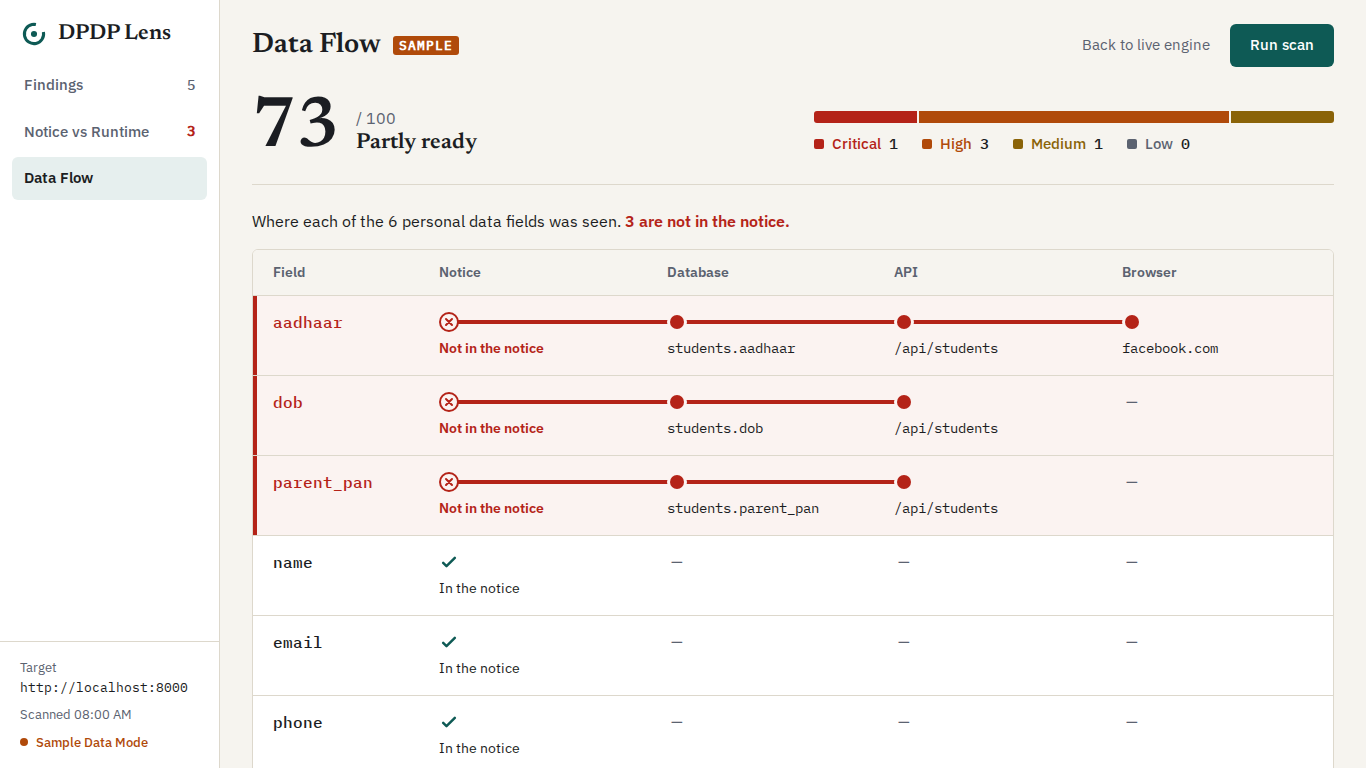 DPDP Lens
Findings 5
Notice vs Runtime 3
Data Flow
Target
http://localhost:8000
Scanned 08:00 AM
Sample Data Mode
Data Flow SAMPLE
Back to live engine
Run scan
73 / 100
Partly ready
Critical 1 High 3 Medium 1 Low 0
Where each of the 6 personal data fields was seen. 3 are not in the notice.
Field Notice Database API Browser
aadhaar
Not in the notice students.aadhaar /api/students facebook.com
dob —
Not in the notice students.dob /api/students
parent_pan —
Not in the notice students.parent_pan /api/students
name — — —
In the notice
email — — —
In the notice
phone — — —
In the notice